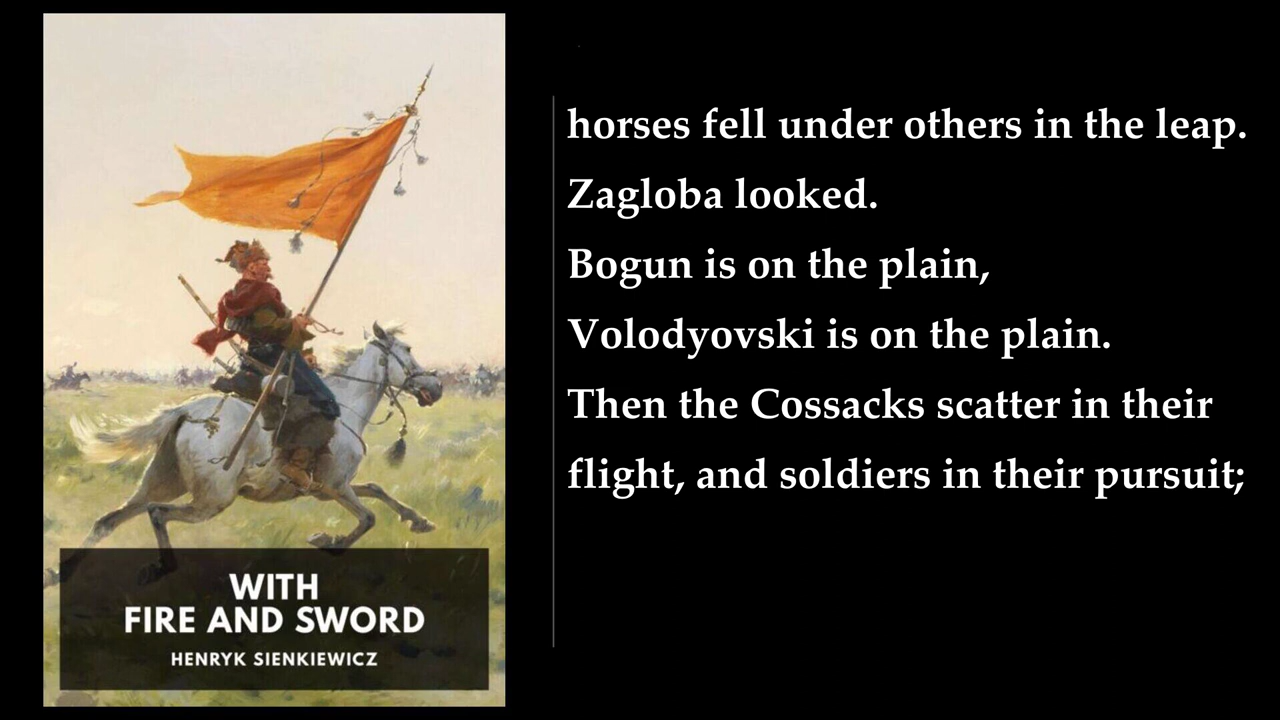 WITH
FIRE AND SWORD
HENRYK SIENKIEWICZ
horses fell under others in the leap.
Zagloba looked.
Bogun is on the plain,
Volodyovski is on the plain.
Then the Cossacks scatter in their
flight, and soldiers in their pursuit;